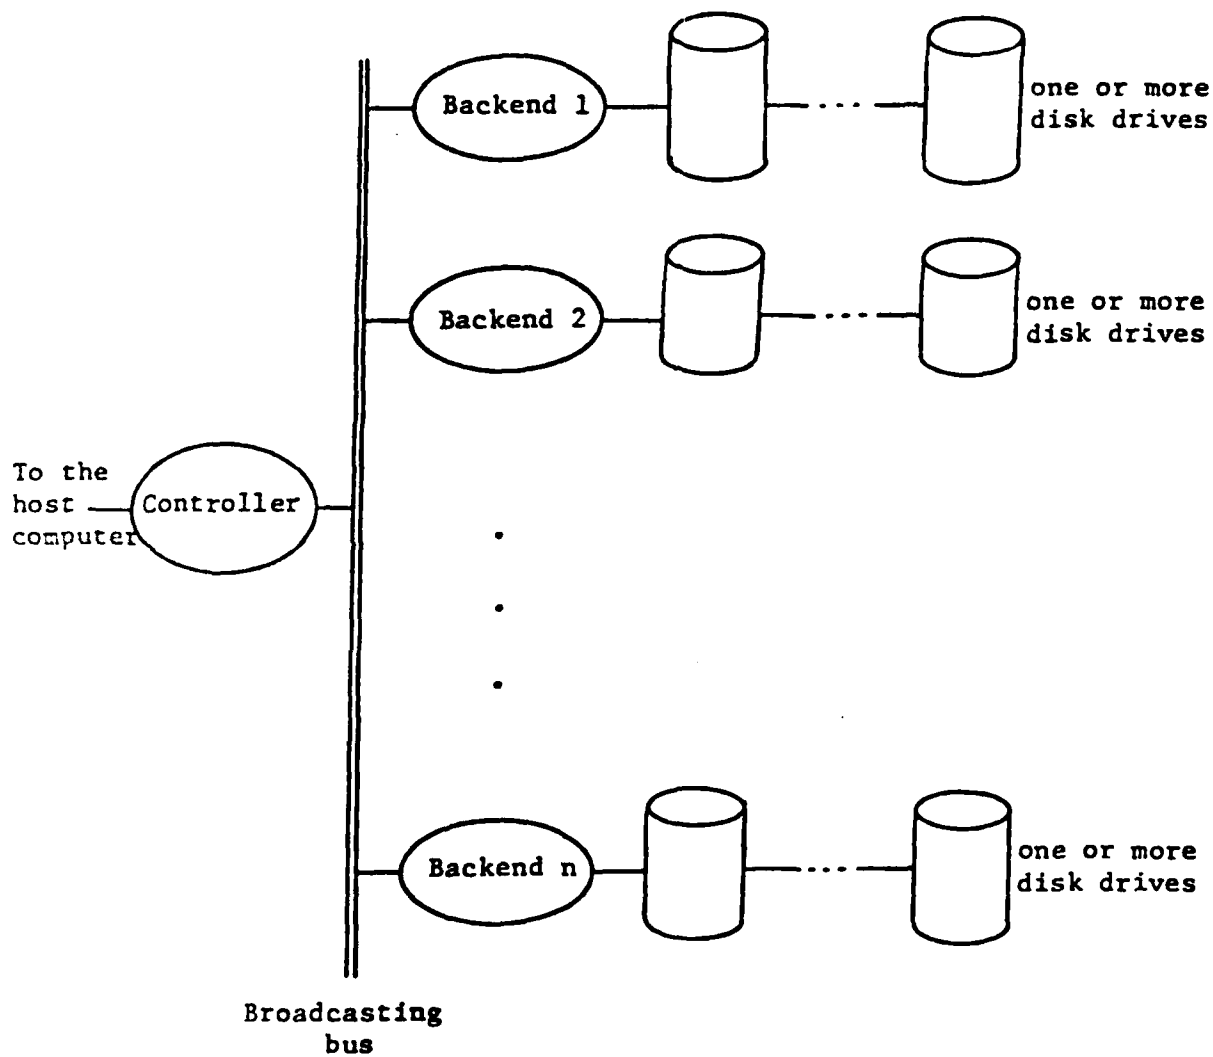 Backend 1
one or more
disk drives
Backend 2
one or more
disk drives
To the
host
computer
Controller
Backend n
one or more
disk drives
Broadcasting
bus